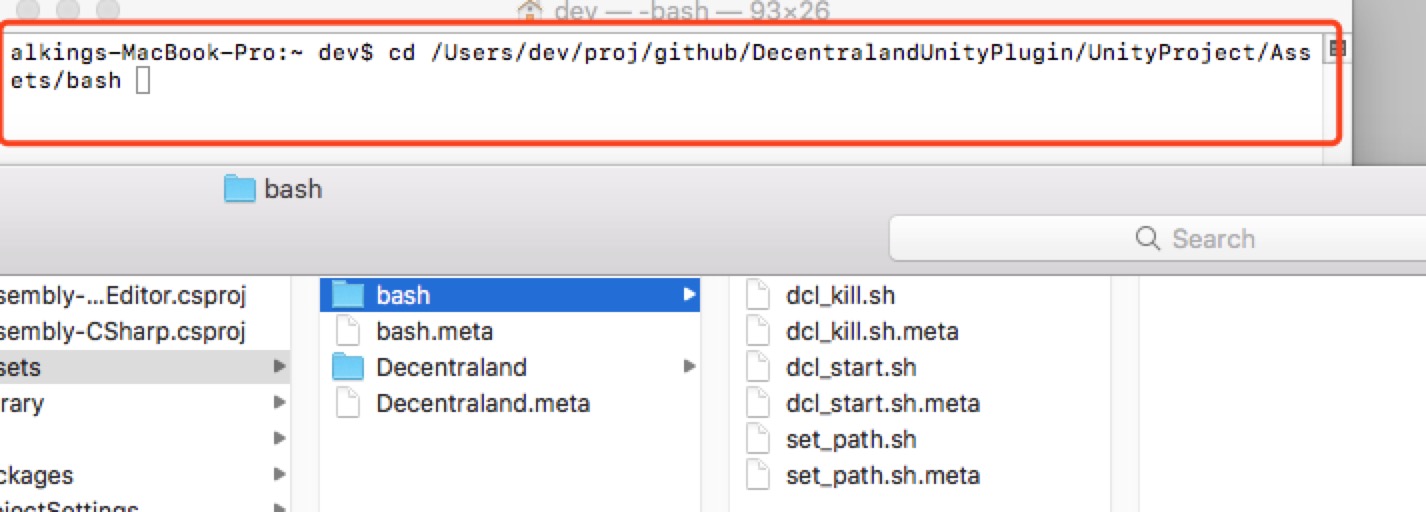 dev — -bash — 93×26
alkings-MacBook-Pro:~ dev$ cd /Users/dev/proj/github/DecentralandUnityPlugin/UnityProject/Ass
ets/bash
bash
Search
sembly-...Editor.csproj
sembly-CSharp.csproj
sets
rary
ckages
ojectSettings
bash
bash.meta
Decentraland
Decentraland.meta
dcl_kill.sh
dcl_kill.sh.meta
dcl_start.sh
dcl_start.sh.meta
set_path.sh
set_path.sh.meta